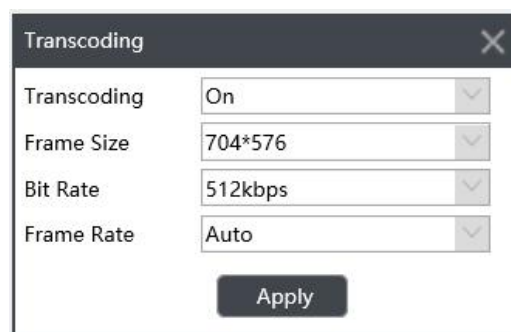 Transcoding
Transcoding On
Frame Size 704*576
Bit Rate 512kbps
Frame Rate Auto
Apply